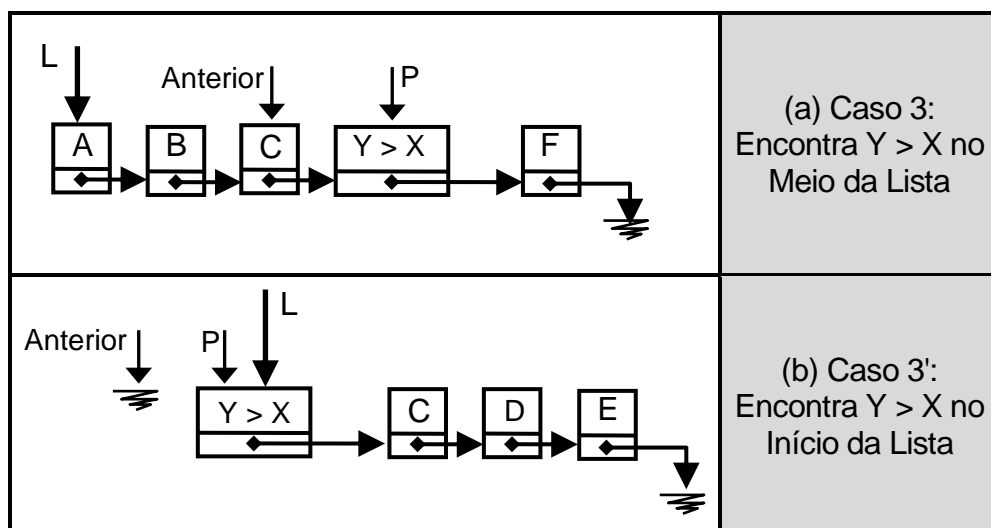 L
Anterior
P
A
B
C
Y > X
F
(a) Caso 3:
Encontra Y > X no
Meio da Lista
L
Anterior
P
Y > X
C
D
E
(b) Caso 3':
Encontra Y > X no
Início da Lista